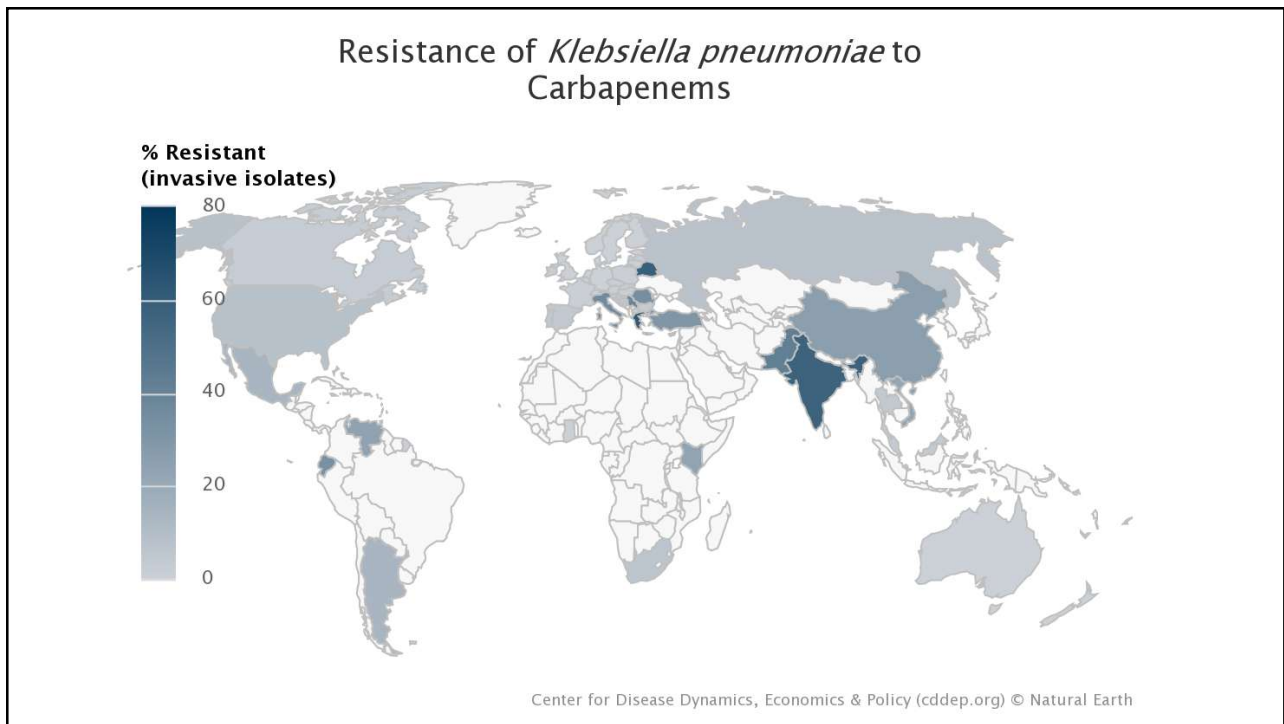 Resistance of Klebsiella pneumoniae to
Carbapenems
% Resistant
(invasive isolates)
80
60
40
20
0
Center for Disease Dynamics, Economics & Policy (cddep.org) © Natural Earth